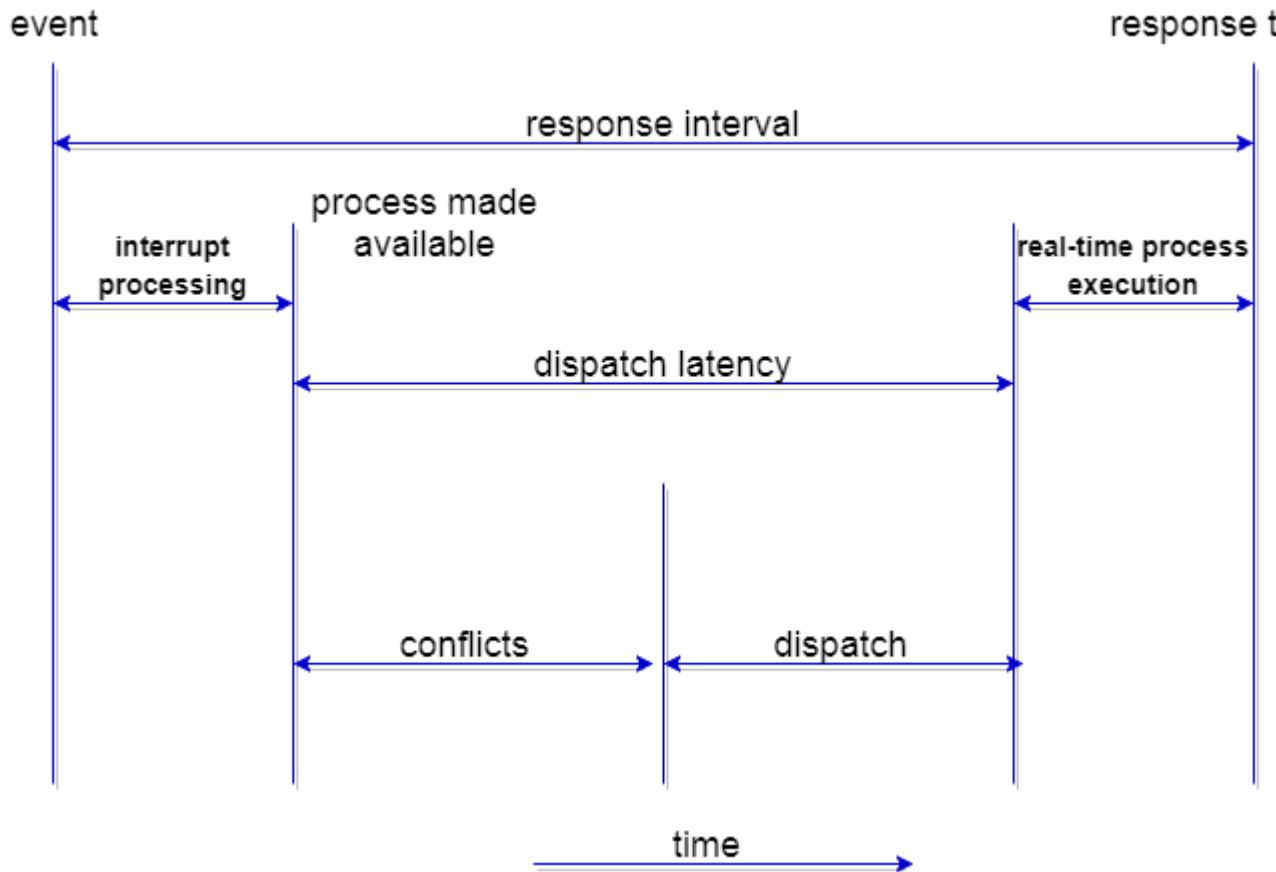 event
response t
response interval
process made
available
interrupt
processing
real-time process
execution
dispatch latency
conflicts
dispatch
time